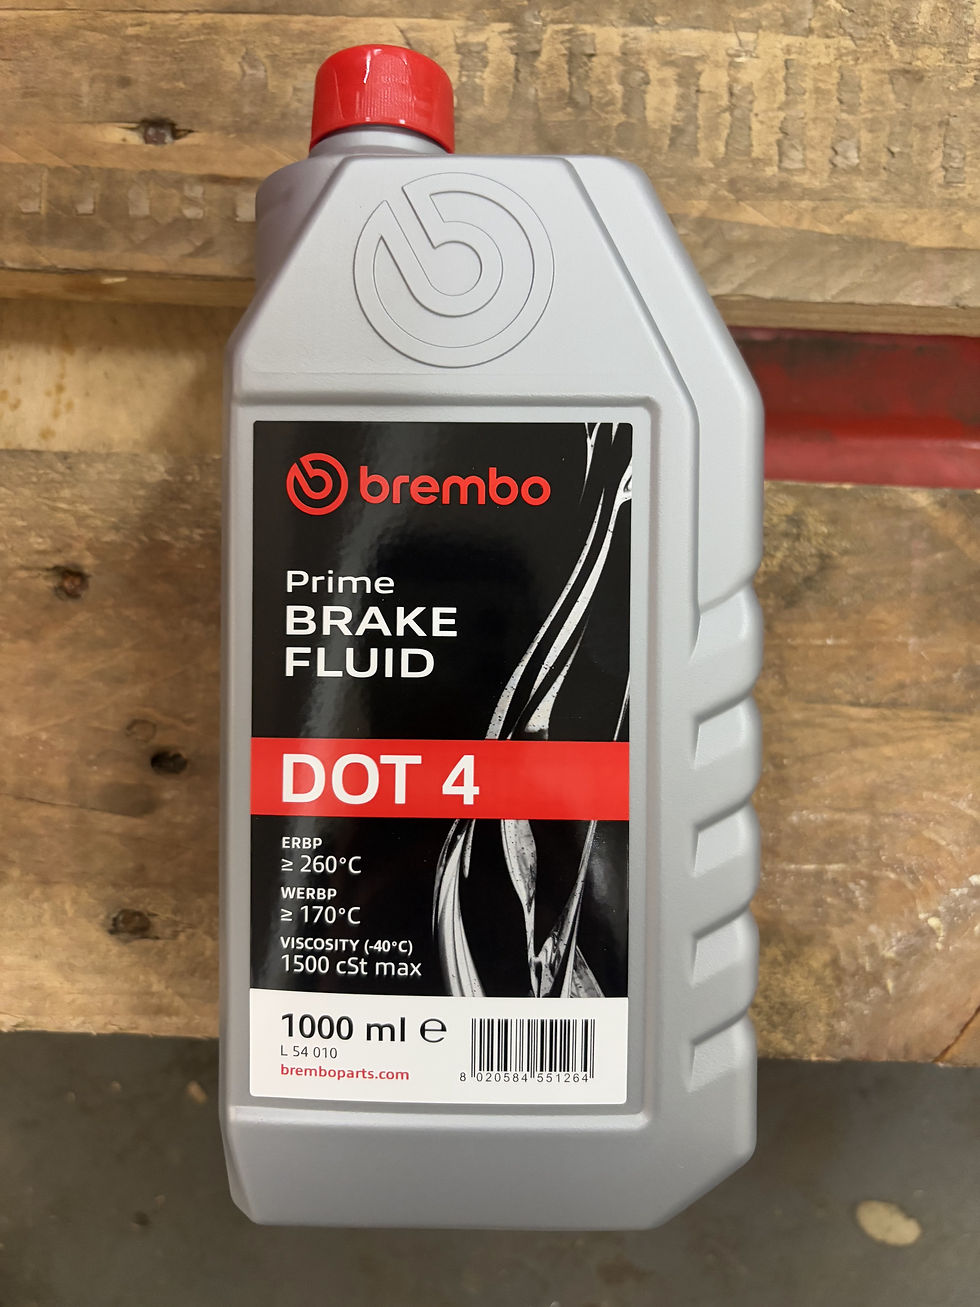 brembo
Prime
BRAKE
FLUID
DOT 4
ERBP
≥ 260°C
WERBP
≥ 170°C
VISCOSITY (-40°C)
1500 cSt max
1000 ml ℮
L 54 010
bremboparts.com
8 020584 551264